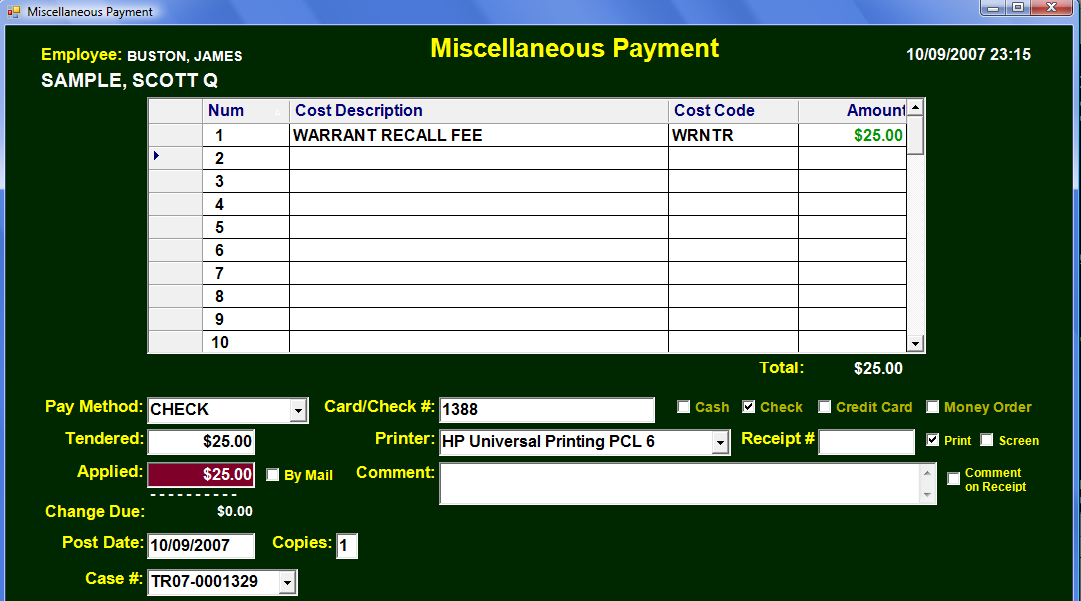 Miscellaneous Payment
Employee: BUSTON, JAMES
Miscellaneous Payment
10/09/2007 23:15
SAMPLE, SCOTT Q
Num Cost Description Cost Code Amount
1 WARRANT RECALL FEE WRNTR $25.00
2
3
4
5
6
7
8
9
10
Total: $25.00
Pay Method: CHECK Card/Check #: 1388 Cash Check Credit Card Money Order
Tendered: $25.00 Printer: HP Universal Printing PCL 6 Receipt # Print Screen
Applied: $25.00 By Mail Comment: Comment
on Receipt
----------
Change Due: $0.00
Post Date: 10/09/2007 Copies: 1
Case #: TR07-0001329